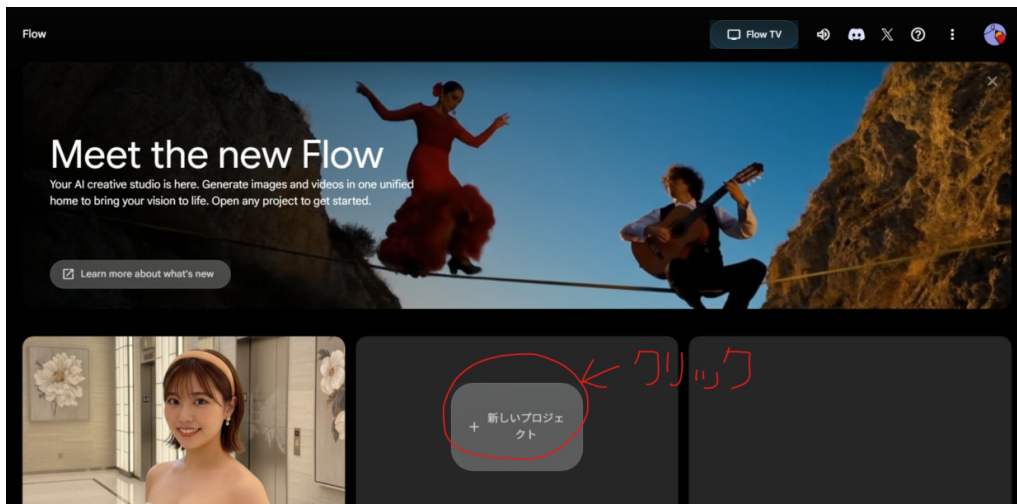 Flow
Flow TV
Meet the new Flow
Your AI creative studio is here. Generate images and videos in one unified
home to bring your vision to life. Open any project to get started.
Learn more about what's new
クリック
+ 新しいプロジェ
クト